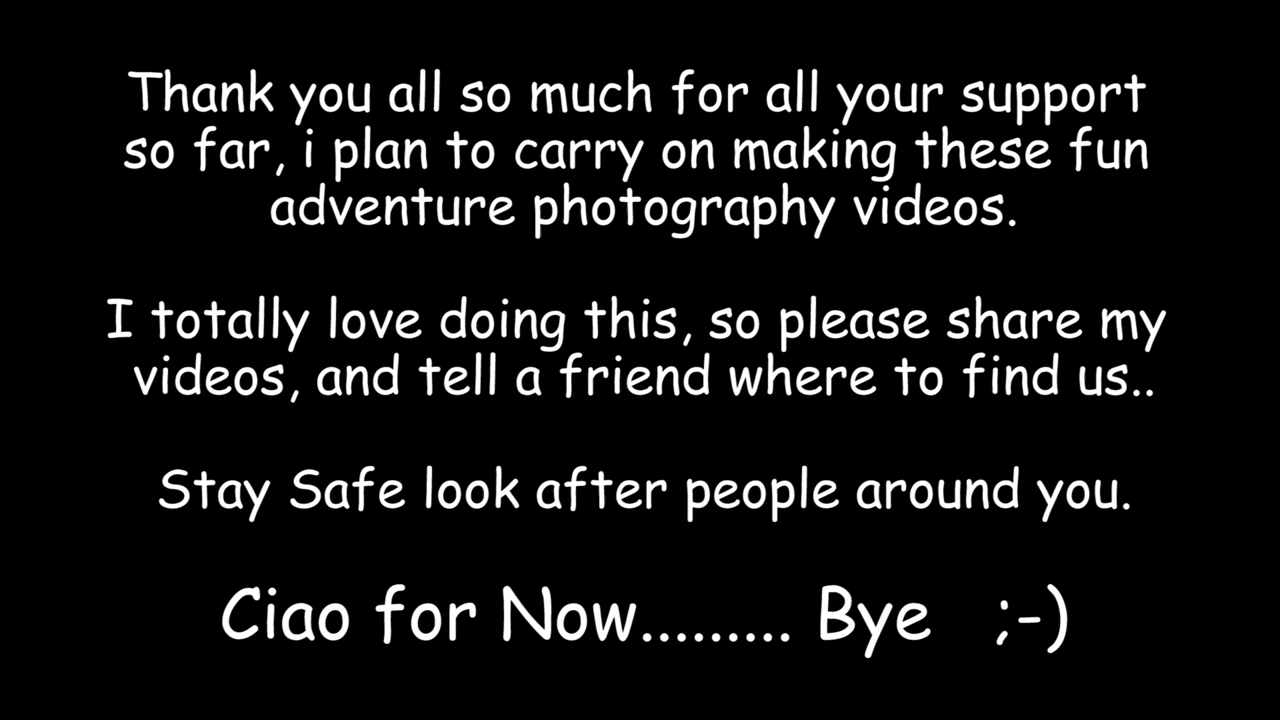 Thank you all so much for all your support
so far, i plan to carry on making these fun
adventure photography videos.
I totally love doing this, so please share my
videos, and tell a friend where to find us..
Stay Safe look after people around you.
Ciao for Now......... Bye ;-)